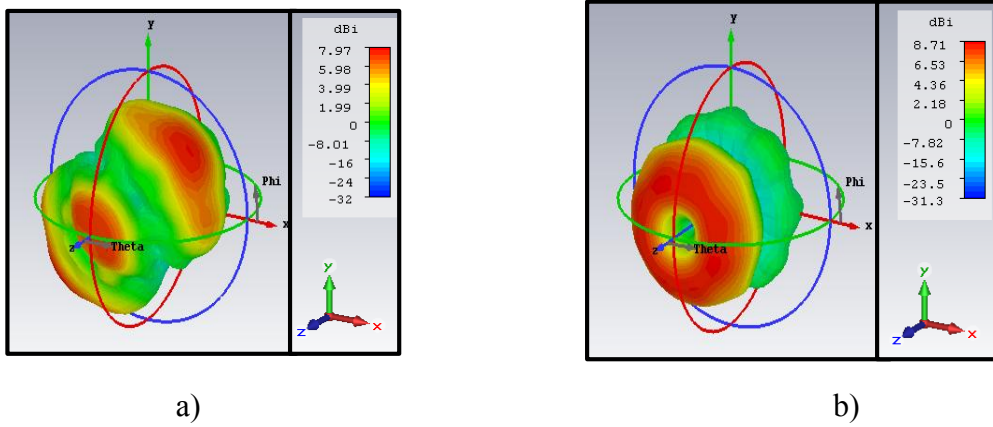 y
Phi
x
z
Theta
dBi
7.97
5.98
3.99
1.99
0
-8.01
-16
-24
-32
y
z
x
a)
y
Phi
x
z
Theta
dBi
8.71
6.53
4.36
2.18
0
-7.82
-15.6
-23.5
-31.3
y
z
x
b)